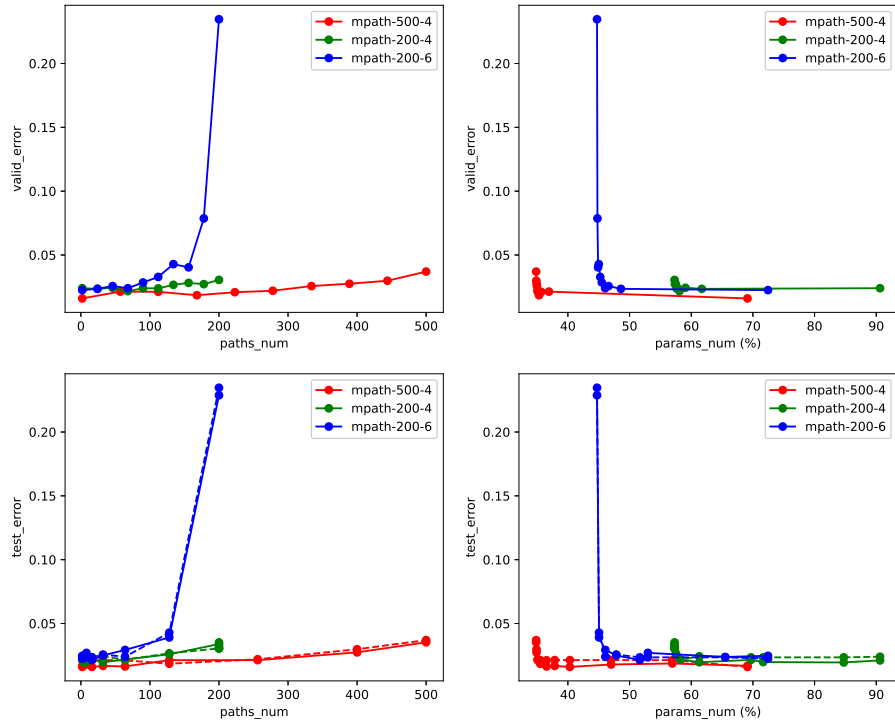 valid_error
0.20
0.15
0.10
0.05
0 100 200 300 400 500
paths_num
mpath-500-4
mpath-200-4
mpath-200-6
valid_error
0.20
0.15
0.10
0.05
40 50 60 70 80 90
params_num (%)
mpath-500-4
mpath-200-4
mpath-200-6
test_error
0.20
0.15
0.10
0.05
0 100 200 300 400 500
paths_num
mpath-500-4
mpath-200-4
mpath-200-6
test_error
0.20
0.15
0.10
0.05
40 50 60 70 80 90
params_num (%)
mpath-500-4
mpath-200-4
mpath-200-6